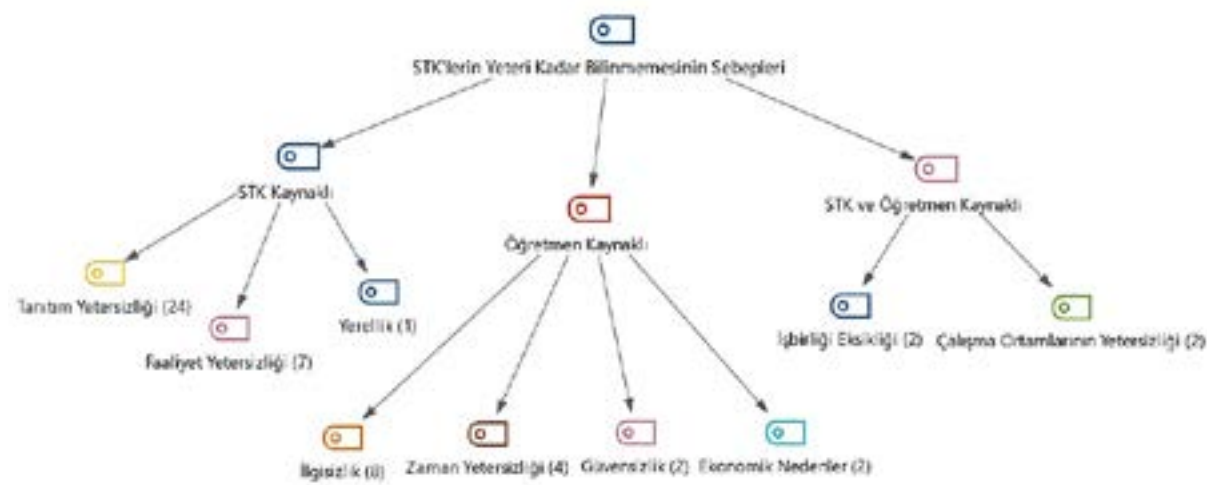 STK'lerin Yeteri Kadar Bilinmemesinin Sebepleri
STK Kaynaklı
Öğretmen Kaynaklı
STK ve Öğretmen Kaynaklı
Tanıtım Yetersizliği (24)
Faaliyet Yetersizliği (7)
Yerellik (1)
İşbirliği Eksikliği (2)
Çalışma Ortamlarının Yetersizliği (2)
İlgisizlik
Zaman Yetersizliği (4)
Güvensizlik (2)
Ekonomik Nedenler (2)